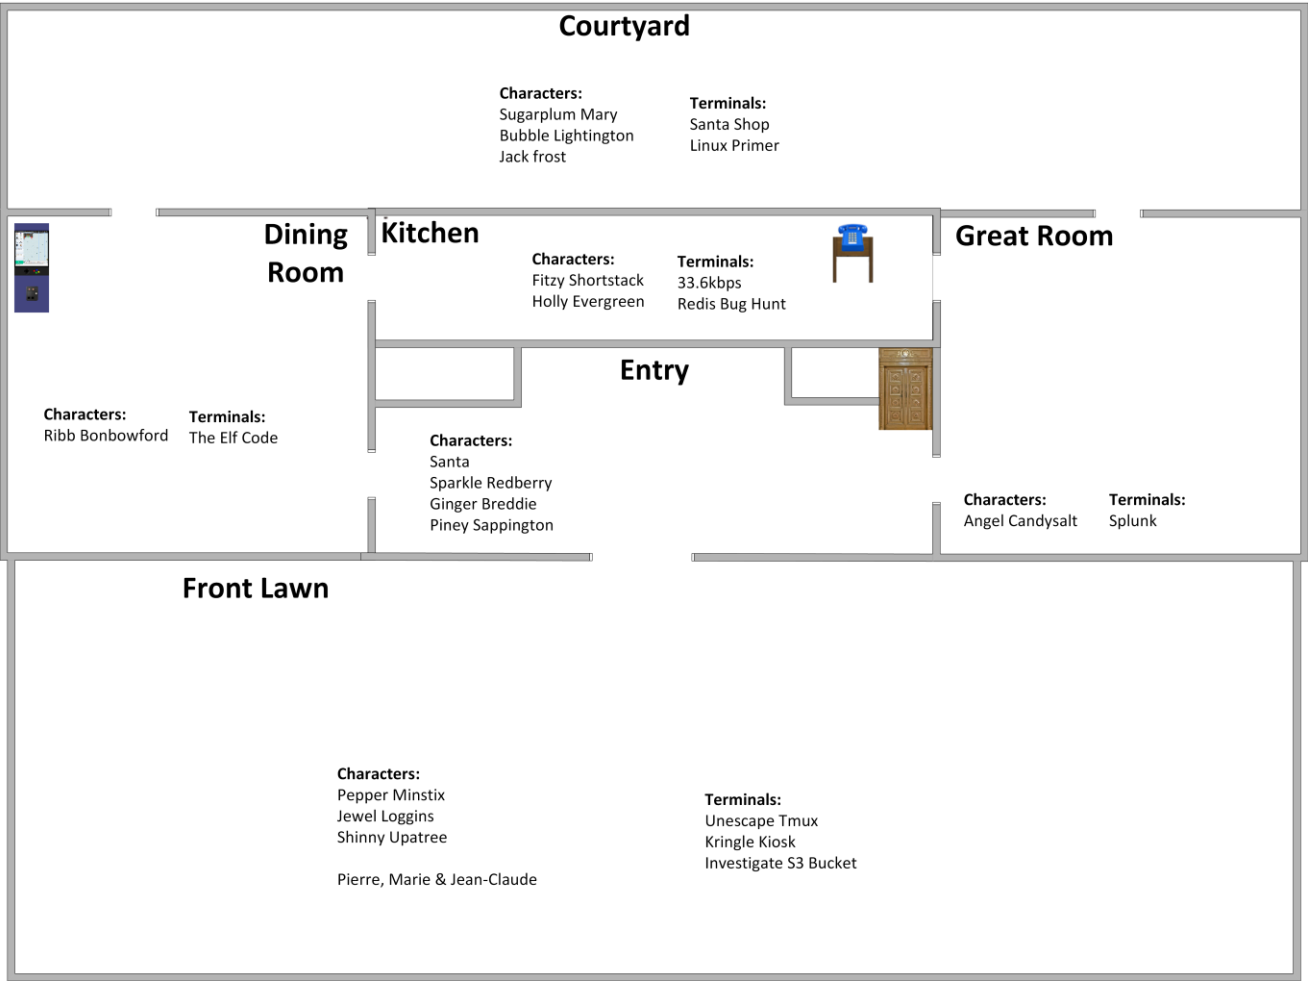 Courtyard
Characters:
Sugarplum Mary
Bubble Lightington
Jack frost
Terminals:
Santa Shop
Linux Primer
Dining
Room
Kitchen
Characters:
Fitzy Shortstack
Holly Evergreen
Terminals:
33.6kbps
Redis Bug Hunt
Great Room
Entry
Characters:
Ribb Bonbowford
Terminals:
The Elf Code
Characters:
Santa
Sparkle Redberry
Ginger Breddie
Piney Sappington
Characters:
Angel Candysalt
Terminals:
Splunk
Front Lawn
Characters:
Pepper Minstix
Jewel Loggins
Shinny Upatree
Pierre, Marie & Jean-Claude
Terminals:
Unescape Tmux
Kringle Kiosk
Investigate S3 Bucket